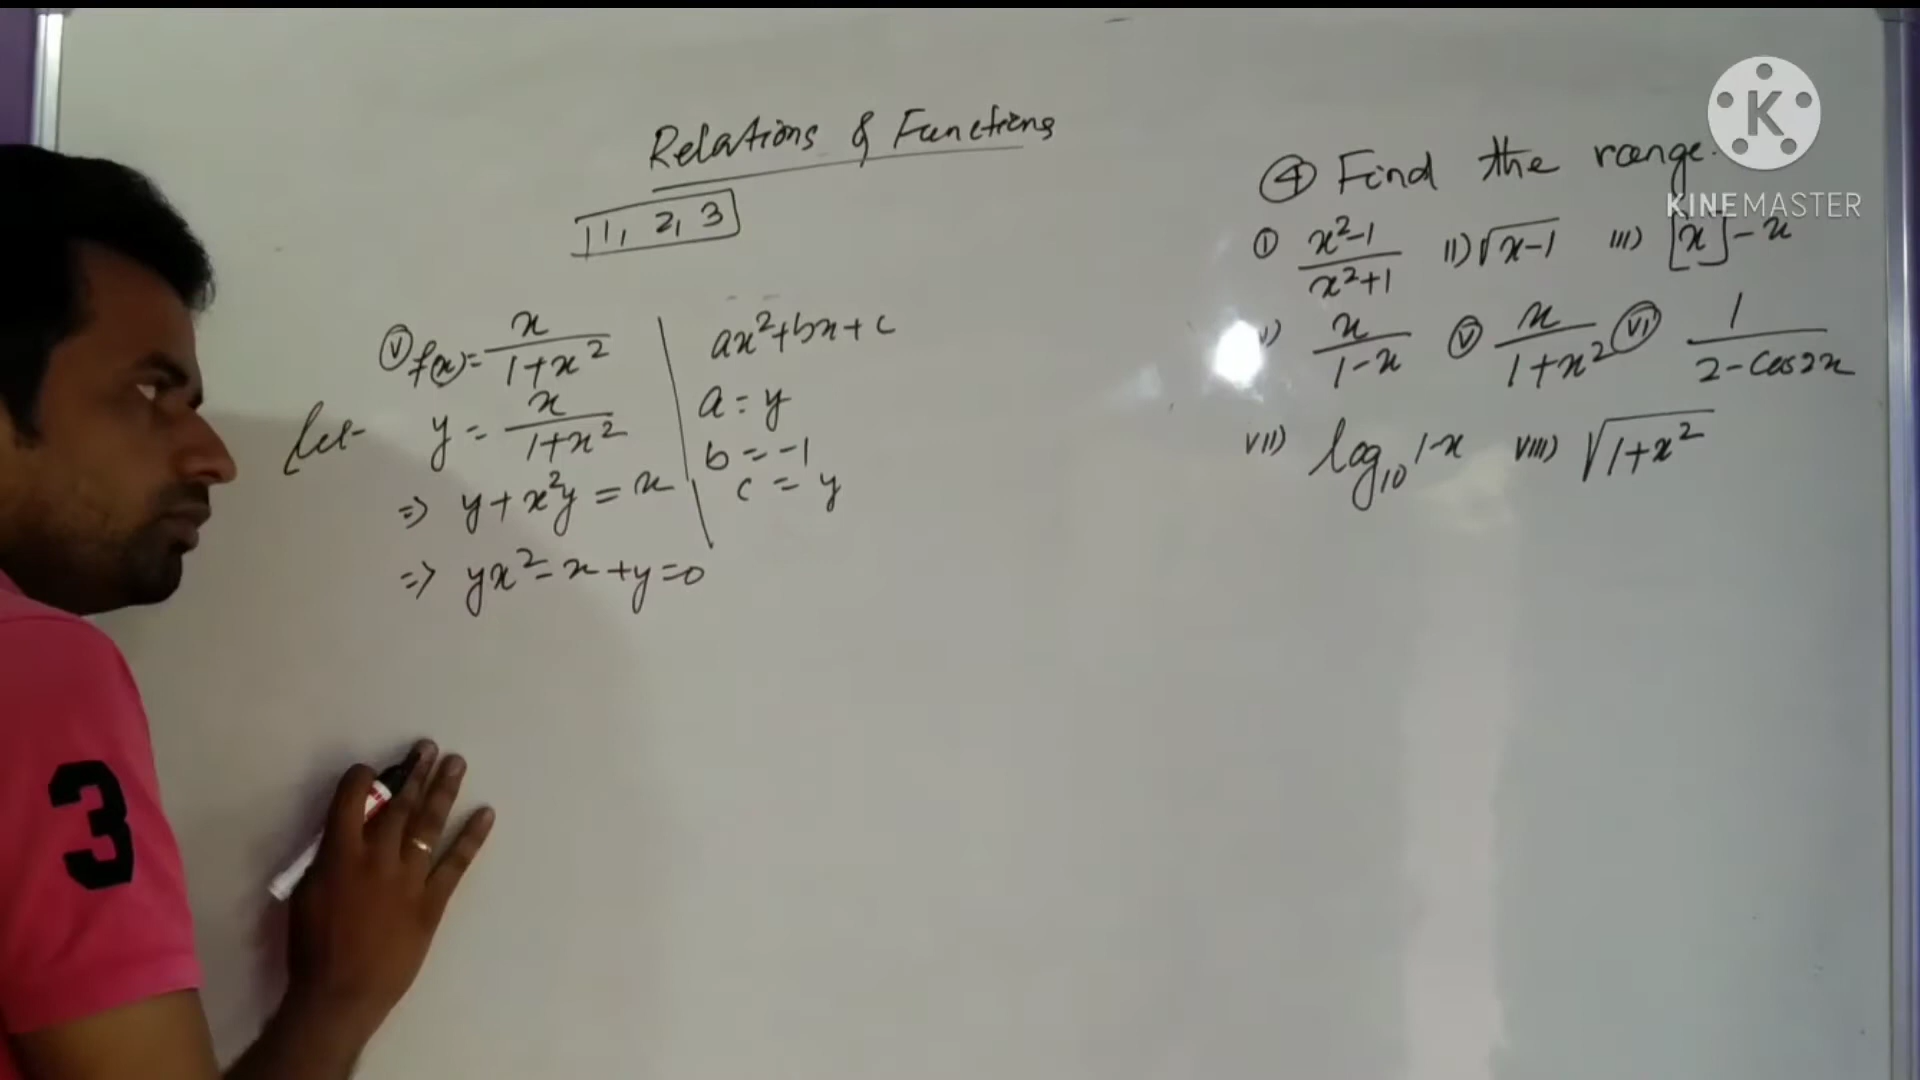 Relations & Functions
11, 2, 3
(v) f(x) = x/(1+x²)
Let y = x/(1+x²)
⇒ y + x²y = x
⇒ yx² - x + y = 0
ax² + bx + c
a = y
b = -1
c = y
(4) Find the range.
(i) (x²-1)/(x²+1) ii) √(x-1) iii) [x] - x
) x/(1-x) (v) x/(1+x²) (vi) 1/(2-cos2x)
vii) log₁₀ 1-x viii) √(1+x²)
K
KINEMASTER
3